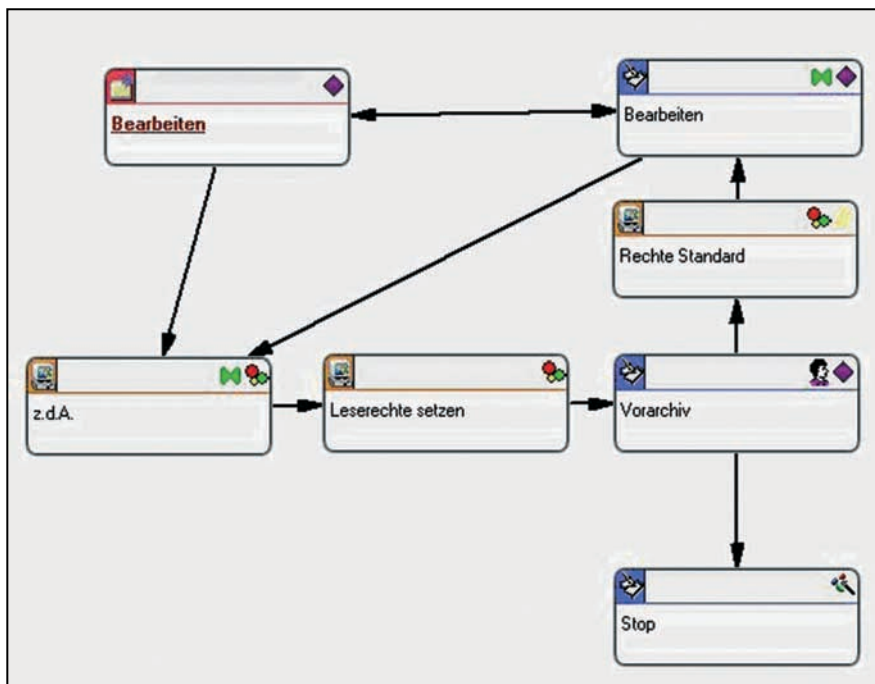 Bearbeiten
Bearbeiten
Rechte Standard
z.d.A.
Leserechte setzen
Vorarchiv
Stop